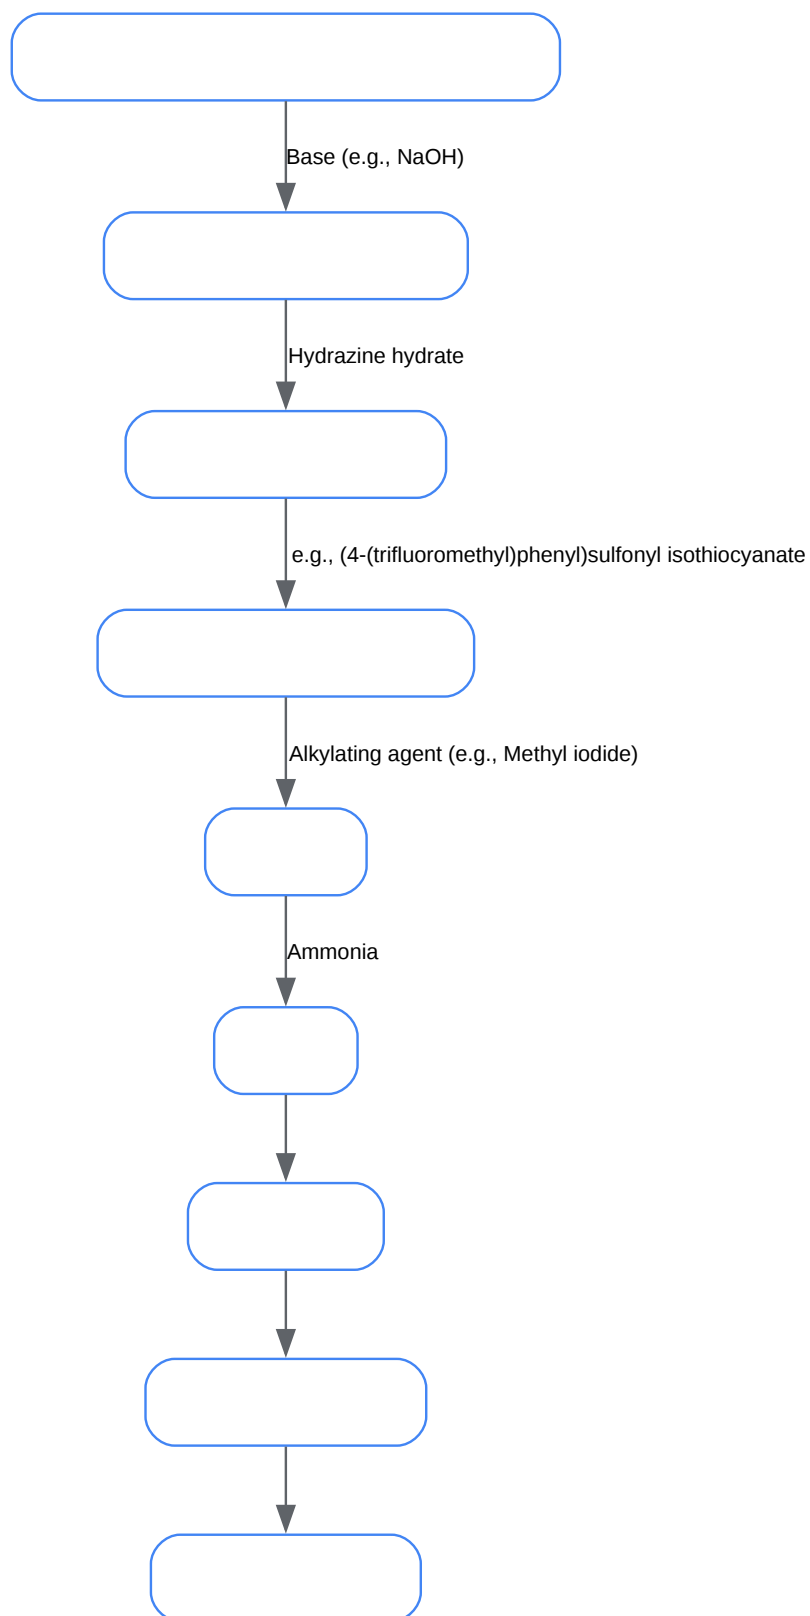 Base (e.g., NaOH)
Hydrazine hydrate
e.g., (4-(trifluoromethyl)phenyl)sulfonyl isothiocyanate
Alkylating agent (e.g., Methyl iodide)
Ammonia